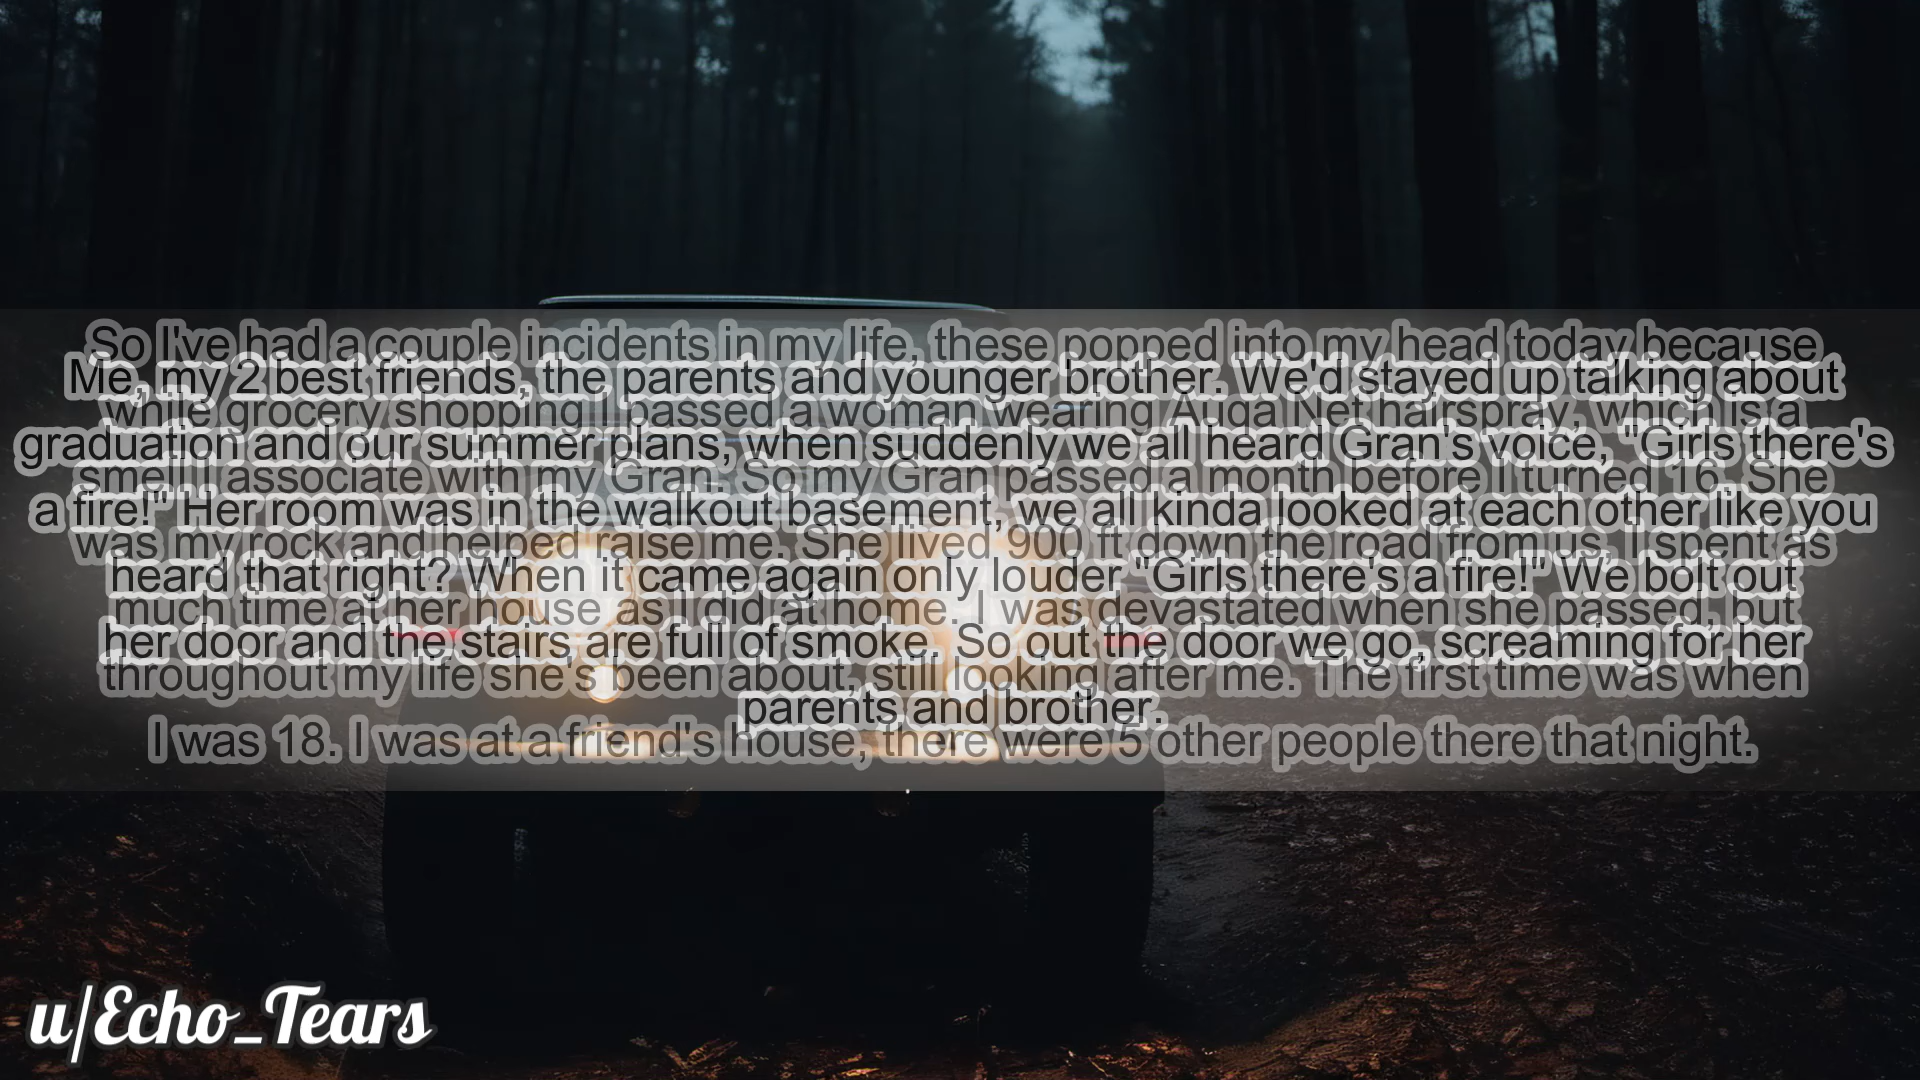 So I've had a couple incidents in my life, these popped into my head today because
while grocery shopping I passed a woman wearing Auqa Net hairspray, which is a
smell I associate with my Gran. So my Gran passed a month before I turned 16. She
was my rock and helped raise me. She lived 900 ft down the road from us. I spent as
much time at her house as I did at home. I was devastated when she passed, but
throughout my life she's been about, still looking after me. The first time was when
I was 18. I was at a friend's house, there were 5 other people there that night.
Me, my 2 best friends, the parents and younger brother. We'd stayed up talking about
graduation and our summer plans, when suddenly we all heard Gran's voice, "Girls there's
a fire!" Her room was in the walkout basement, we all kinda looked at each other like you
heard that right? When it came again only louder "Girls there's a fire!" We bolt out
her door and the stairs are full of smoke. So out the door we go, screaming for her
parents and brother.
u/Echo_Tears